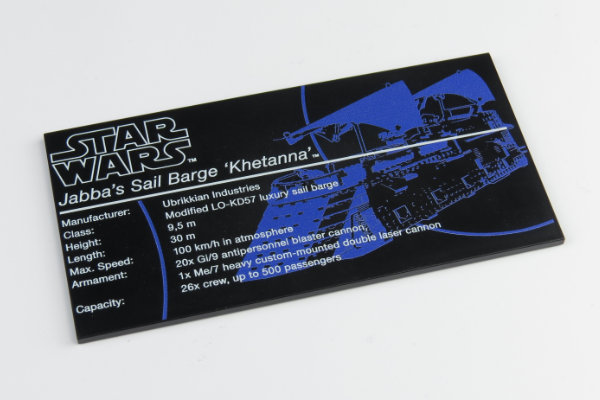 STAR
WARS™
Jabba's Sail Barge 'Khetanna'™
Manufacturer: Ubrikkian Industries
Class: Modified LO-KD57 luxury sail barge
Height: 9,5 m
Length: 30 m
Max. Speed: 100 km/h in atmosphere
Armament: 20x Gi/9 antipersonnel blaster cannon,
1x Me/7 heavy custom-mounted double laser cannon
Capacity: 26x crew, up to 500 passengers